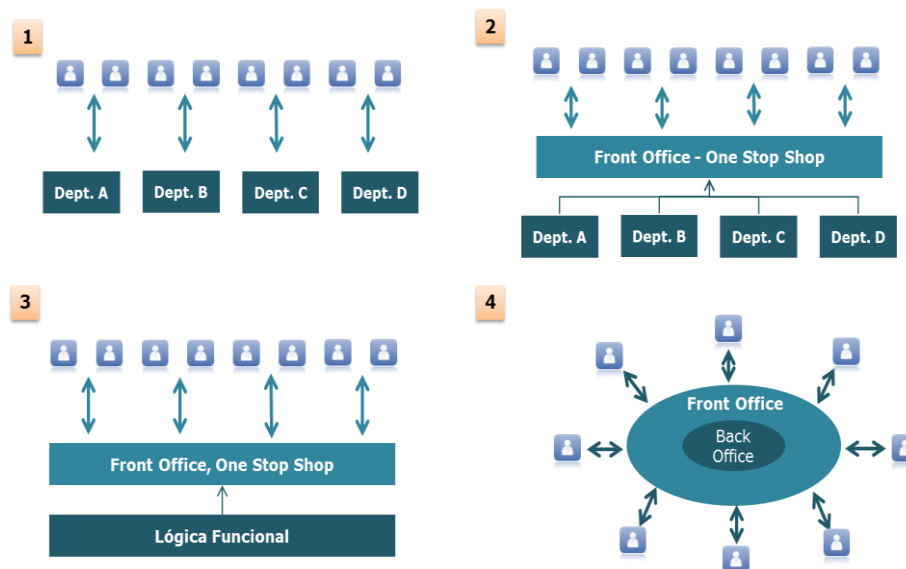 1
Dept. A
Dept. B
Dept. C
Dept. D
2
Front Office - One Stop Shop
Dept. A
Dept. B
Dept. C
Dept. D
3
Front Office, One Stop Shop
Lógica Funcional
4
Front Office
Back
Office